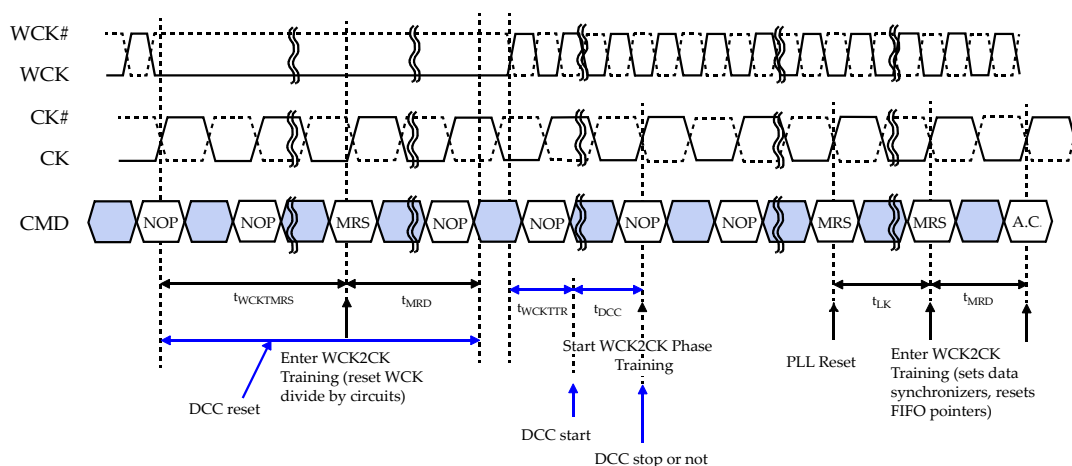 WCK#
WCK
CK#
CK
CMD
NOP NOP MRS NOP NOP NOP NOP MRS MRS A.C.
tWCKTMRS tMRD tWCKTTR tDCC tLK tMRD
Enter WCK2CK
Training (reset WCK
divide by circuits)
DCC reset
Start WCK2CK Phase
Training
DCC start
DCC stop or not
PLL Reset
Enter WCK2CK
Training (sets data
synchronizers, resets
FIFO pointers)